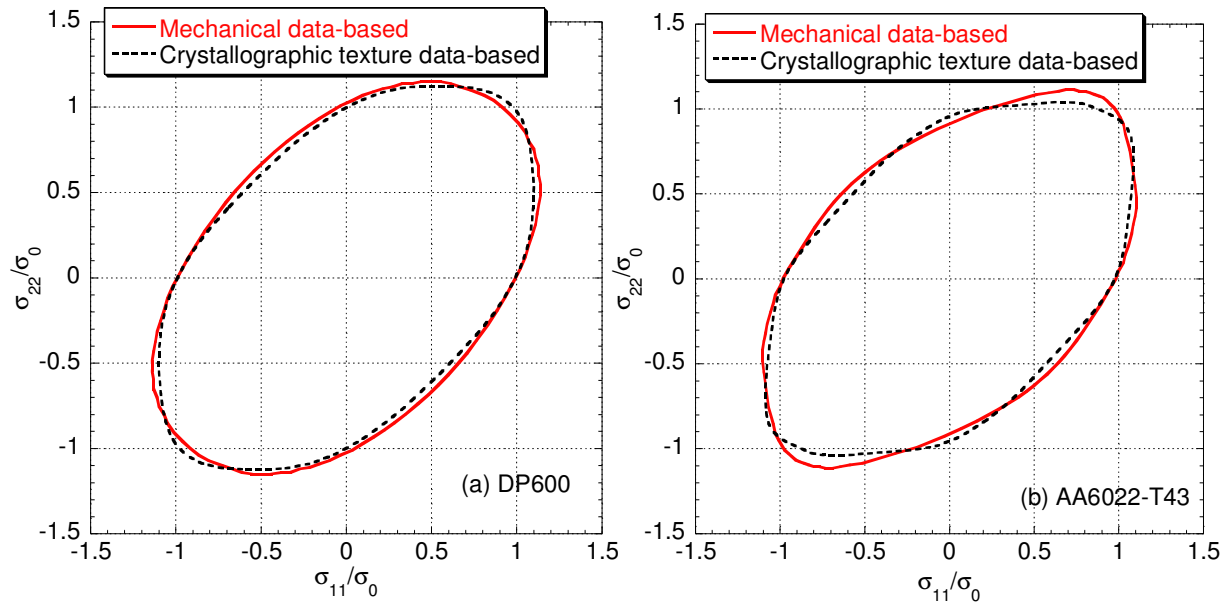 Mechanical data-based
Crystallographic texture data-based
1.5
1
0.5
0
-0.5
-1
-1.5
σ22/σ0
(a) DP600
-1.5 -1 -0.5 0 0.5 1 1.5
σ11/σ0
Mechanical data-based
Crystallographic texture data-based
1.5
1
0.5
0
-0.5
-1
-1.5
σ22/σ0
(b) AA6022-T43
-1.5 -1 -0.5 0 0.5 1 1.5
σ11/σ0